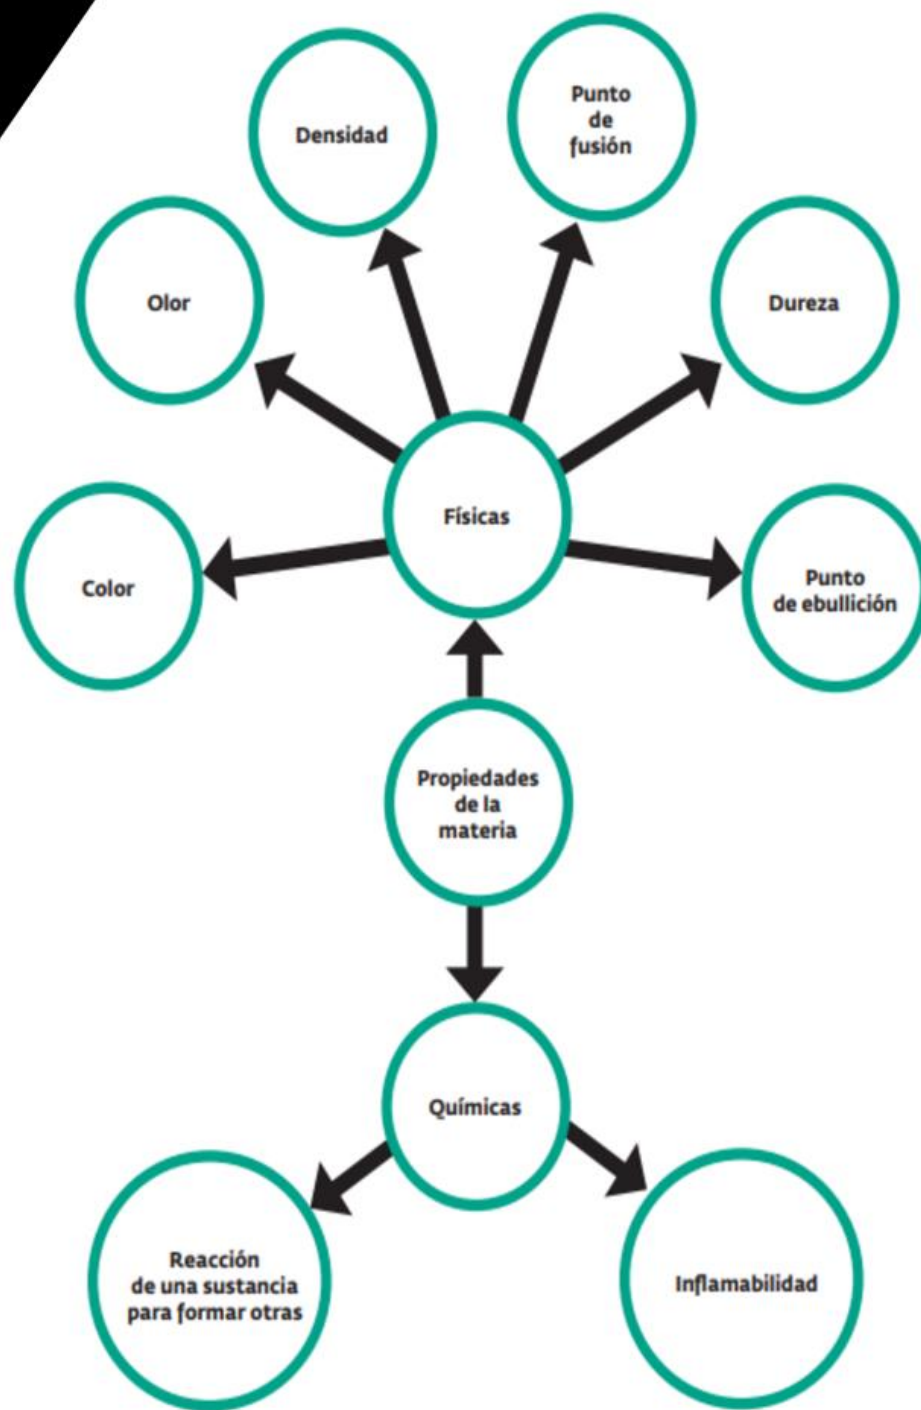 Densidad
Punto
de
fusión
Olor
Dureza
Físicas
Color
Punto
de ebullición
Propiedades
de la
materia
Químicas
Reacción
de una sustancia
para formar otras
Inflamabilidad